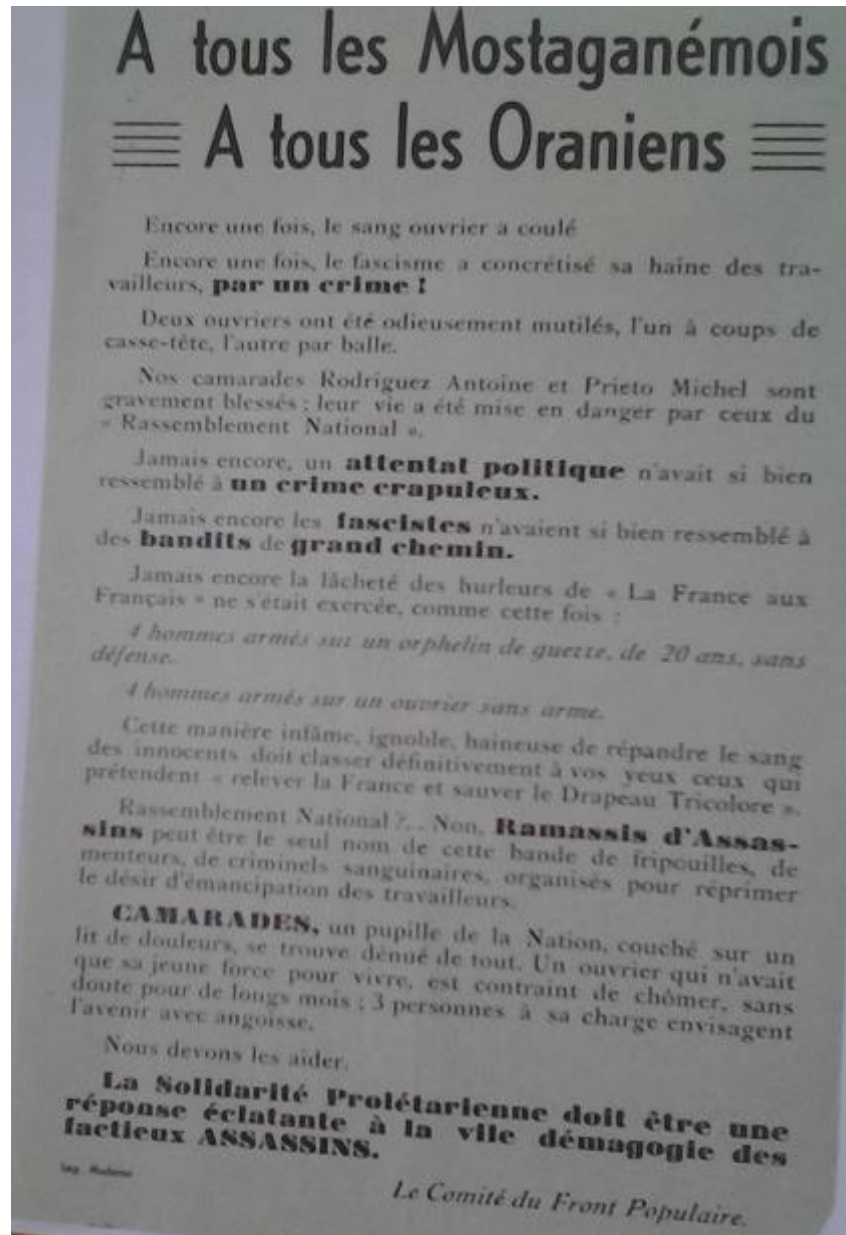 A tous les Mostaganémois
A tous les Oraniens
Encore une fois, le sang ouvrier a coulé
Encore une fois, le fascisme a concrétisé sa haine des tra-
vailleurs, par un crime !
Deux ouvriers ont été odieusement mutilés, l'un à coups de
casse-tête, l'autre par balle.
Nos camarades Rodriguez Antoine et Prieto Michel sont
gravement blessés ; leur vie a été mise en danger par ceux du
« Rassemblement National ».
Jamais encore, un attentat politique n'avait si bien
ressemblé à un crime crapuleux.
Jamais encore les fascistes n'avaient si bien ressemblé à
des bandits de grand chemin.
Jamais encore la lâcheté des hurleurs de « La France aux
Français » ne s'était exercée, comme cette fois :
4 hommes armés sur un orphelin de guerre, de 20 ans, sans
défense.
4 hommes armés sur un ouvrier sans arme.
Cette manière infâme, ignoble, haineuse de répandre le sang
des innocents doit classer définitivement à vos yeux ceux qui
prétendent « relever la France et sauver le Drapeau Tricolore ».
Rassemblement National ?... Non, Ramassis d'Assas-
sins peut être le seul nom de cette bande de fripouilles, de
menteurs, de criminels sanguinaires, organisés pour réprimer
le désir d'émancipation des travailleurs.
CAMARADES, un pupille de la Nation, couché sur un
lit de douleurs, se trouve dénué de tout. Un ouvrier qui n'avait
que sa jeune force pour vivre, est contraint de chômer, sans
doute pour de longs mois ; 3 personnes à sa charge envisagent
l'avenir avec angoisse.
Nous devons les aider.
La Solidarité Prolétarienne doit être une
réponse éclatante à la vile démagogie des
factieux ASSASSINS.
Imp.
Le Comité du Front Populaire.